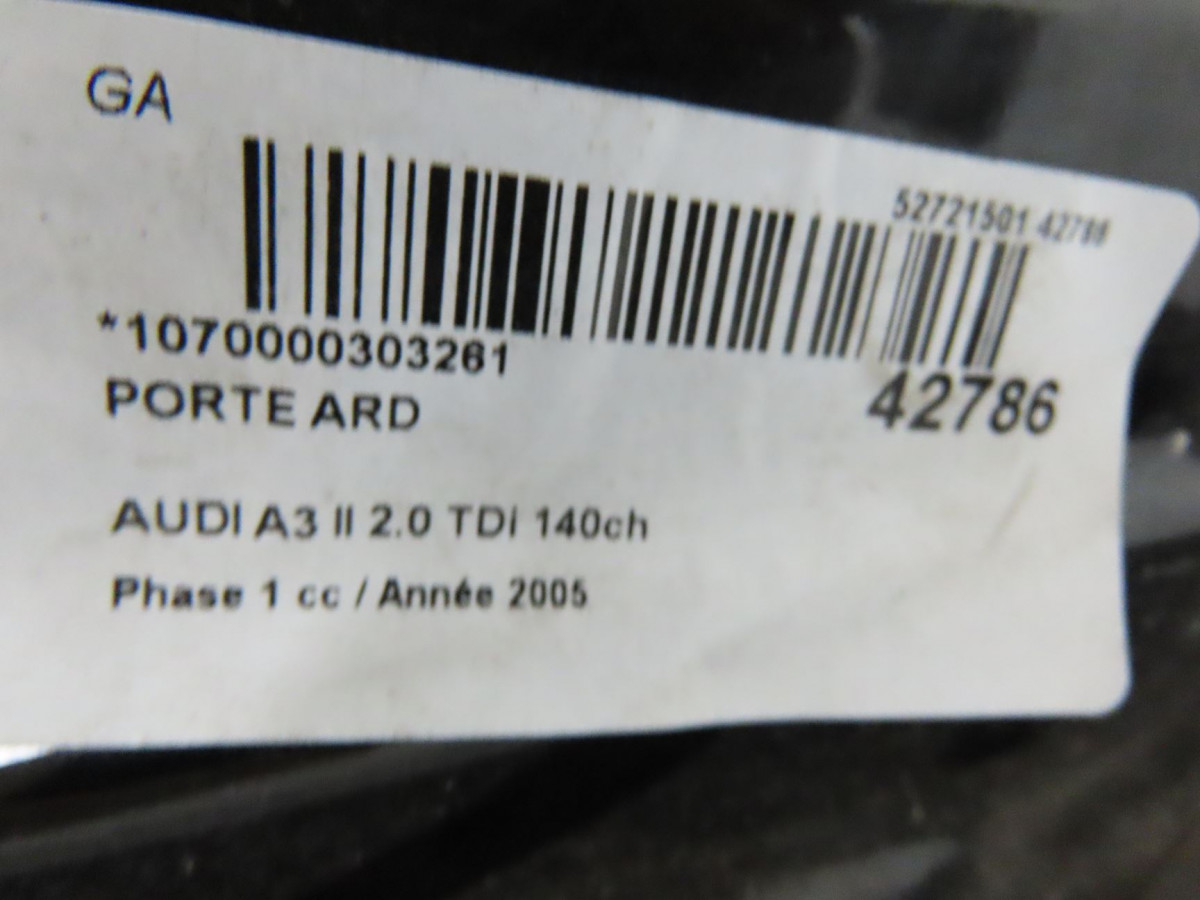 GA
52721501 42786
*1070000303261
42786
PORTE ARD
AUDI A3 II 2.0 TDI 140ch
Phase 1 cc / Année 2005